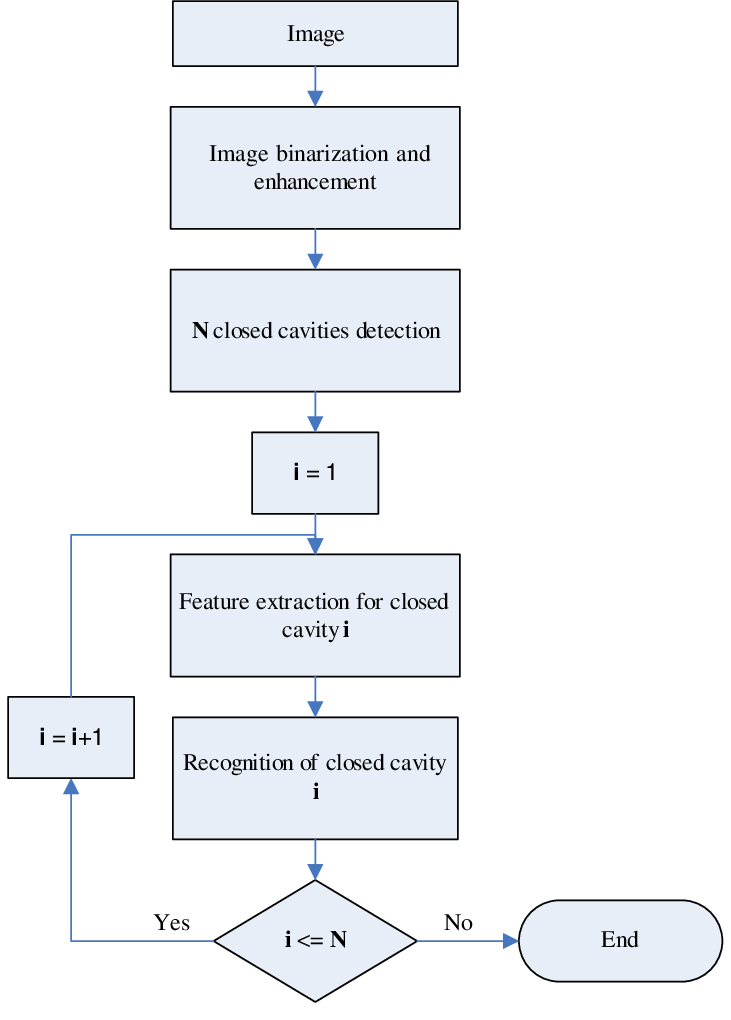 Image
Image binarization and
enhancement
N closed cavities detection
i = 1
Feature extraction for closed
cavity i
i = i+1
Recognition of closed cavity
i
Yes
i <= N
No
End